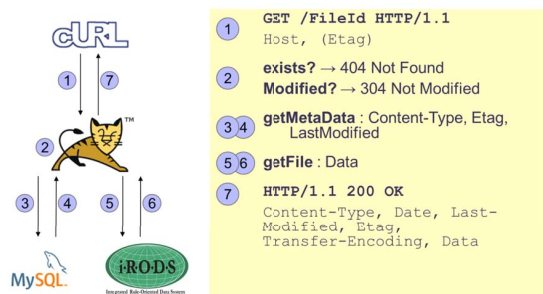 cURL
1
7
TM
2
3
4
5
6
MySQL
i·R·O·D·S
Integrated Rule-Oriented Data System
1 GET /FileId HTTP/1.1
Host, (Etag)
2 exists? → 404 Not Found
Modified? → 304 Not Modified
3 4 getMetaData : Content-Type, Etag,
LastModified
5 6 getFile : Data
7 HTTP/1.1 200 OK
Content-Type, Date, Last-
Modified, Etag,
Transfer-Encoding, Data